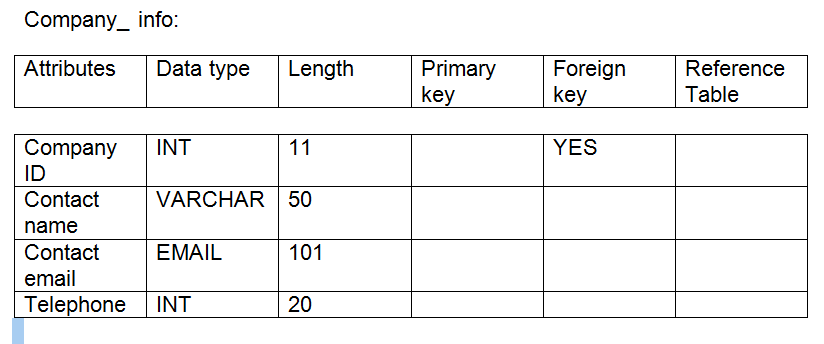 Company_ info:
Attributes Data type Length Primary key Foreign key Reference Table
Company ID INT 11 YES
Contact name VARCHAR 50
Contact email EMAIL 101
Telephone INT 20